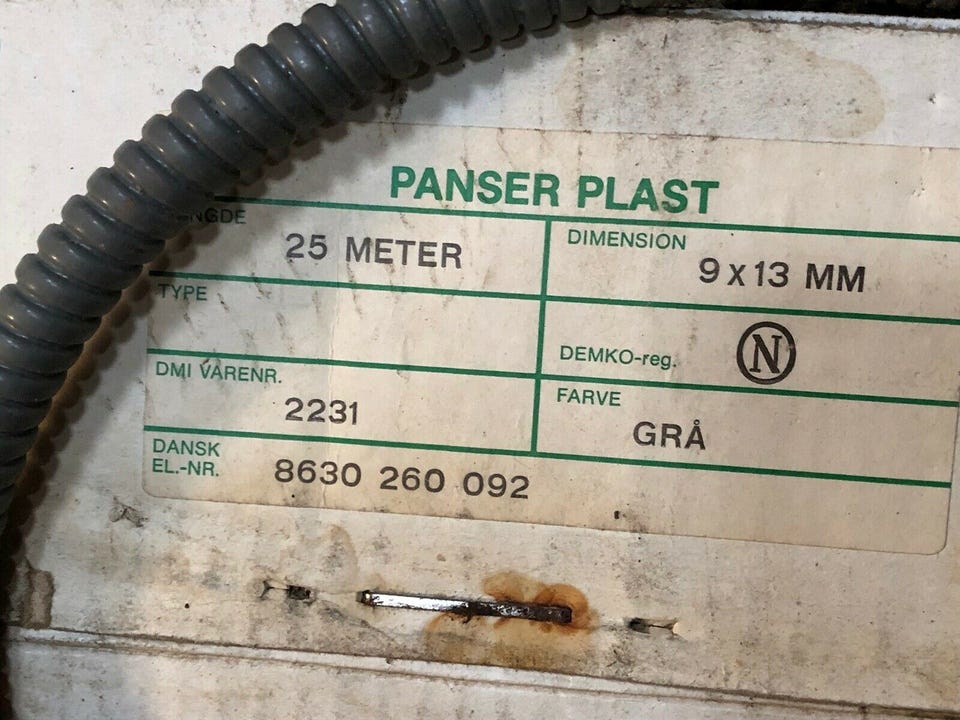 PANSER PLAST
NGDE
25 METER
DIMENSION
9 x 13 MM
TYPE
DEMKO-reg.
N
DMI VARENR.
2231
FARVE
GRÅ
DANSK
EL.-NR.
8630 260 092